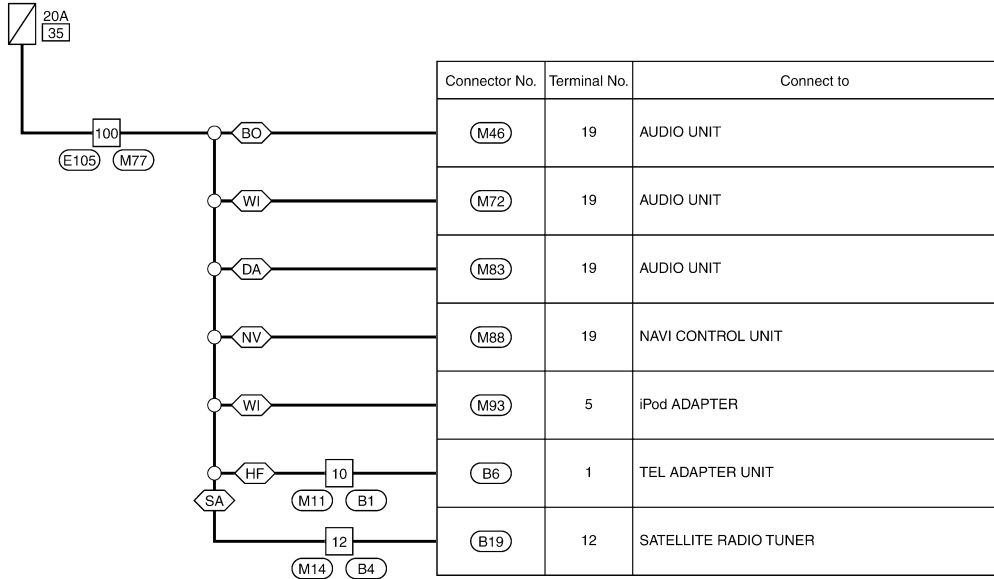 20A
35
Connector No. Terminal No. Connect to
100 BO M46 19 AUDIO UNIT
E105 M77
WI M72 19 AUDIO UNIT
DA M83 19 AUDIO UNIT
NV M88 19 NAVI CONTROL UNIT
WI M93 5 iPod ADAPTER
HF 10 B6 1 TEL ADAPTER UNIT
SA M11 B1
12 B19 12 SATELLITE RADIO TUNER
M14 B4